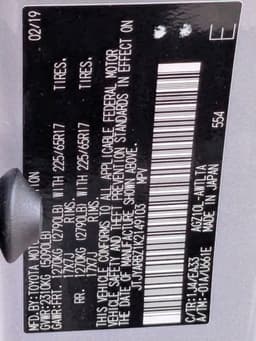 MFD.BY:TOYOTA MOTOR 02/19
GVWR:2310KG (5090LB)
GAWR:FRT. 1270KG (2790LB) WITH 225/65R17 TIRES.
17X7J RIMS.
1270KG (2790LB) WITH 225/65R17 TIRES.
17X7J RIMS.
THIS VEHICLE CONFORMS TO ALL APPLICABLE FEDERAL MOTOR
VEHICLE SAFETY AND THEFT PREVENTION STANDARDS IN EFFECT ON
THE DATE OF MANUFACTURE SHOWN ABOVE.
MPV
554
C/TR: AGZ10L-AWTLTA
A/TM:-01A/U661E MADE IN JAPAN E